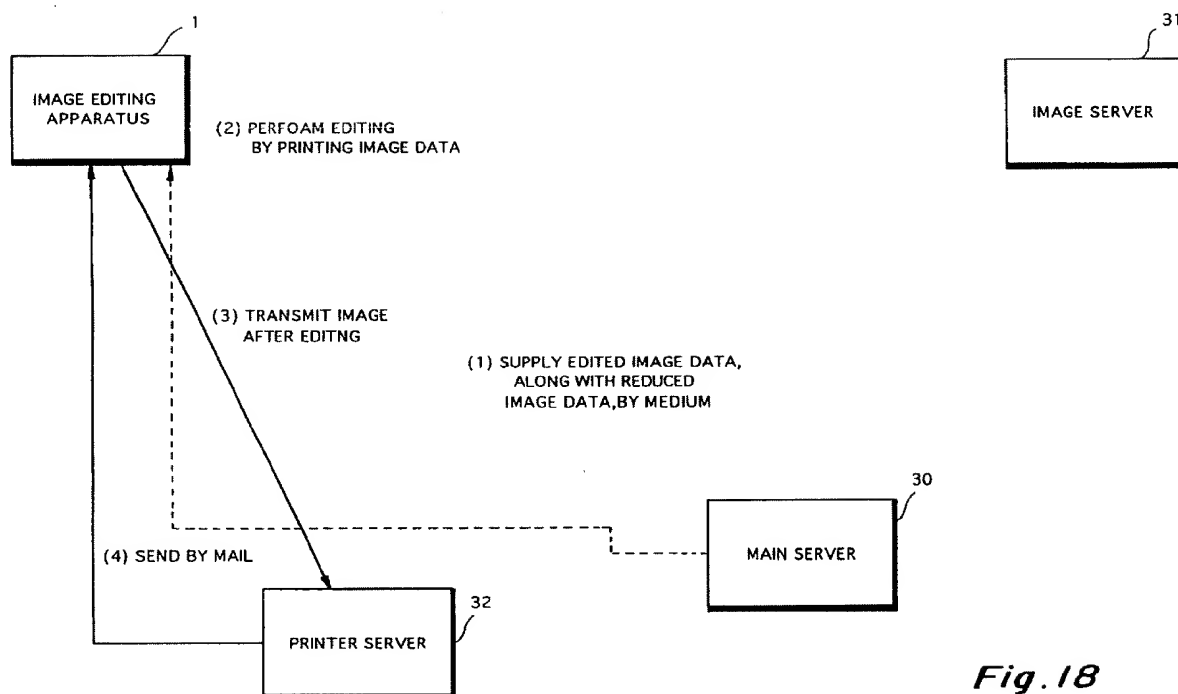 1
31
IMAGE EDITING
APPARATUS
IMAGE SERVER
(2) PERFOAM EDITING
BY PRINTING IMAGE DATA
(3) TRANSMIT IMAGE
AFTER EDITNG
(1) SUPPLY EDITED IMAGE DATA,
ALONG WITH REDUCED
IMAGE DATA,BY MEDIUM
30
MAIN SERVER
(4) SEND BY MAIL
32
PRINTER SERVER
Fig.18